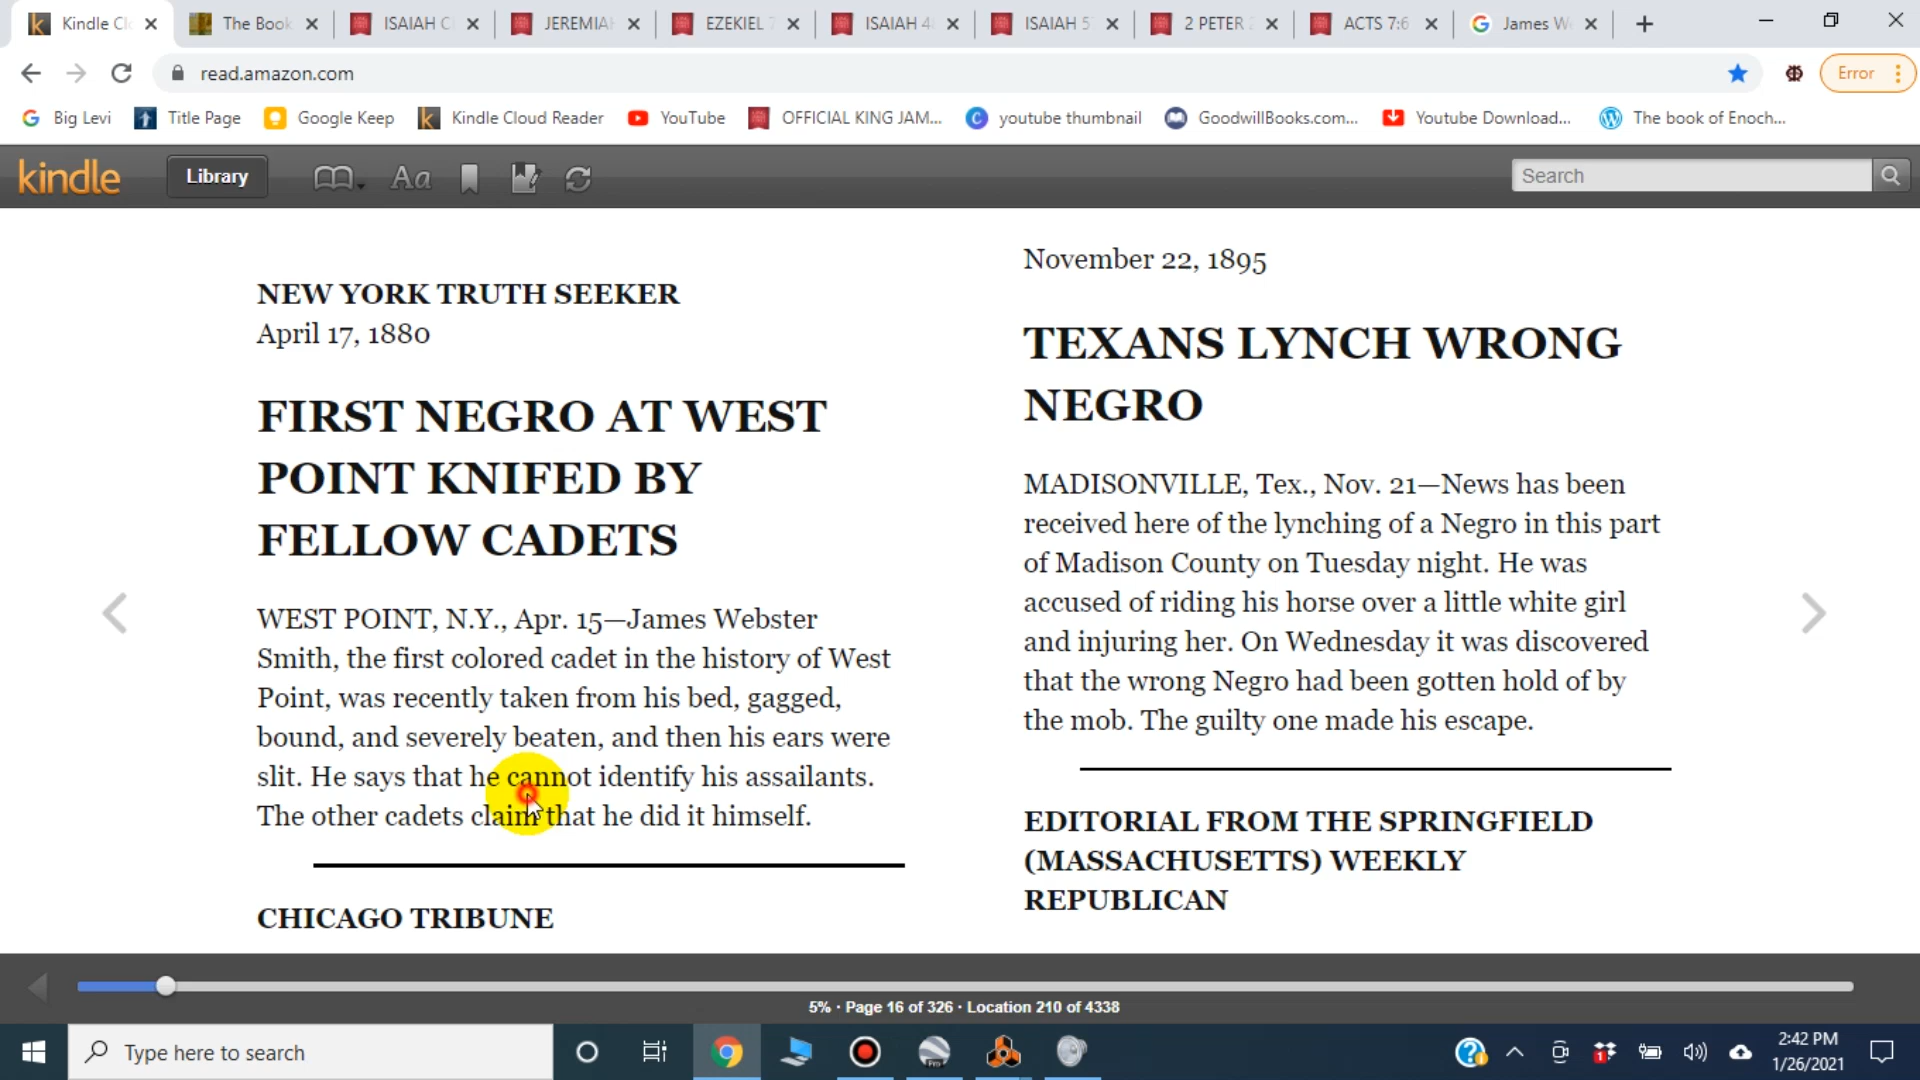 Kindle Cl
The Book
ISAIAH C
JEREMIAH
EZEKIEL 7
ISAIAH 4
ISAIAH 5
2 PETER 2
ACTS 7:6
James We
read.amazon.com
Error
Big Levi
Title Page
Google Keep
Kindle Cloud Reader
YouTube
OFFICIAL KING JAM...
youtube thumbnail
GoodwillBooks.com...
Youtube Download...
The book of Enoch...
kindle
Library
Aa
Search
NEW YORK TRUTH SEEKER
April 17, 1880
FIRST NEGRO AT WEST
POINT KNIFED BY
FELLOW CADETS
WEST POINT, N.Y., Apr. 15—James Webster
Smith, the first colored cadet in the history of West
Point, was recently taken from his bed, gagged,
bound, and severely beaten, and then his ears were
slit. He says that he cannot identify his assailants.
The other cadets claim that he did it himself.
CHICAGO TRIBUNE
November 22, 1895
TEXANS LYNCH WRONG
NEGRO
MADISONVILLE, Tex., Nov. 21—News has been
received here of the lynching of a Negro in this part
of Madison County on Tuesday night. He was
accused of riding his horse over a little white girl
and injuring her. On Wednesday it was discovered
that the wrong Negro had been gotten hold of by
the mob. The guilty one made his escape.
EDITORIAL FROM THE SPRINGFIELD
(MASSACHUSETTS) WEEKLY
REPUBLICAN
5% · Page 16 of 326 · Location 210 of 4338
Type here to search
2:42 PM
1/26/2021